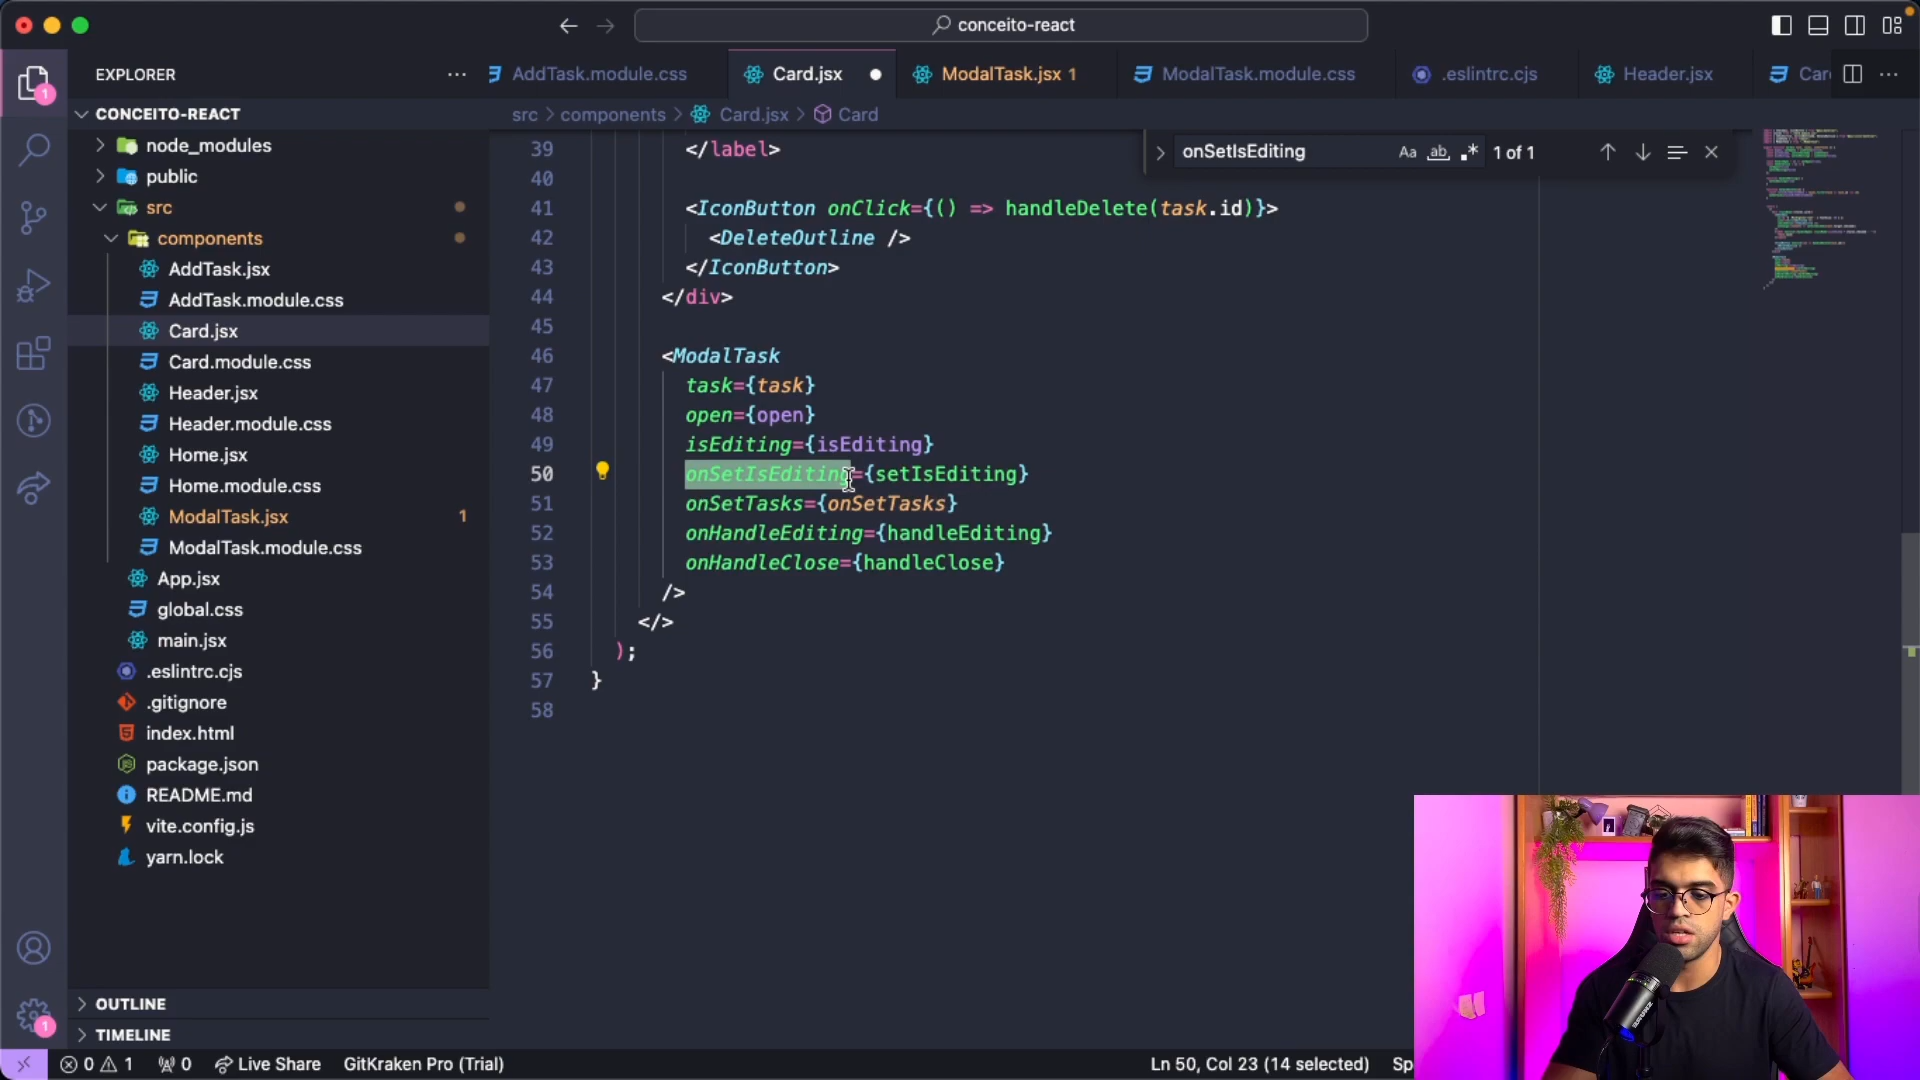 conceito-react
EXPLORER
AddTask.module.css
Card.jsx
ModalTask.jsx 1
ModalTask.module.css
.eslintrc.cjs
Header.jsx
Car
CONCEITO-REACT
src > components > Card.jsx > Card
node_modules
public
src
components
AddTask.jsx
AddTask.module.css
Card.jsx
Card.module.css
Header.jsx
Header.module.css
Home.jsx
Home.module.css
ModalTask.jsx 1
ModalTask.module.css
App.jsx
global.css
main.jsx
.eslintrc.cjs
.gitignore
index.html
package.json
README.md
vite.config.js
yarn.lock
OUTLINE
TIMELINE
1
1
onSetIsEditing Aa ab .* 1 of 1
39 </label>
40
41 <IconButton onClick={() => handleDelete(task.id)}>
42 <DeleteOutline />
43 </IconButton>
44 </div>
45
46 <ModalTask
47 task={task}
48 open={open}
49 isEditing={isEditing}
50 onSetIsEditing={setIsEditing}
51 onSetTasks={onSetTasks}
52 onHandleEditing={handleEditing}
53 onHandleClose={handleClose}
54 />
55 </>
56 );
57 }
58
0 1 0 Live Share GitKraken Pro (Trial) Ln 50, Col 23 (14 selected) Sp